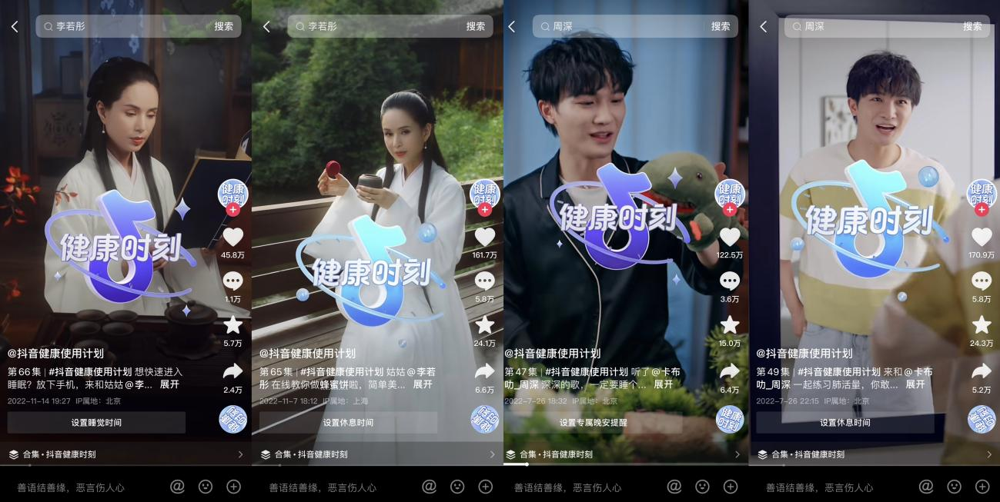 李若彤 搜索
健康
时刻
健康时刻
45.8万
1.1万
5.7万
@抖音健康使用计划
第66集 | #抖音健康使用计划 想快速进入
睡眠？放下手机，来和姑姑@李... 展开
2.4万
2022-11-14 19:27 IP属地：北京
设置睡觉时间
合集·抖音健康时刻
善语结善缘，恶言伤人心
李若彤 搜索
健康
时刻
健康时刻
161.7万
5.8万
24.1万
@抖音健康使用计划
第65集 | #抖音健康使用计划 姑姑@李若
彤 在线教你做蜂蜜饼啦，简单美... 展开
6.6万
2022-11-7 18:12 IP属地：上海
设置休息时间
合集·抖音健康时刻
善语结善缘，恶言伤人心
周深 搜索
健康
时刻
健康时刻
122.5万
3.6万
15.0万
@抖音健康使用计划
第47集 | #抖音健康使用计划 听了@卡布
叻_周深 深深的歌，一定要睡个... 展开
6.4万
2022-7-26 18:32 IP属地：北京
设置专属晚安提醒
健康
时刻
合集·抖音健康时刻
善语结善缘，恶言伤人心
周深 搜索
健康
时刻
健康时刻
170.9万
5.8万
24.3万
@抖音健康使用计划
第49集 | #抖音健康使用计划 来和@卡布
叻_周深 一起练习肺活量，你敢... 展开
5.2万
2022-7-26 22:15 IP属地：北京
设置休息时间
合集·抖音健康时刻
善语结善缘，恶言伤人心